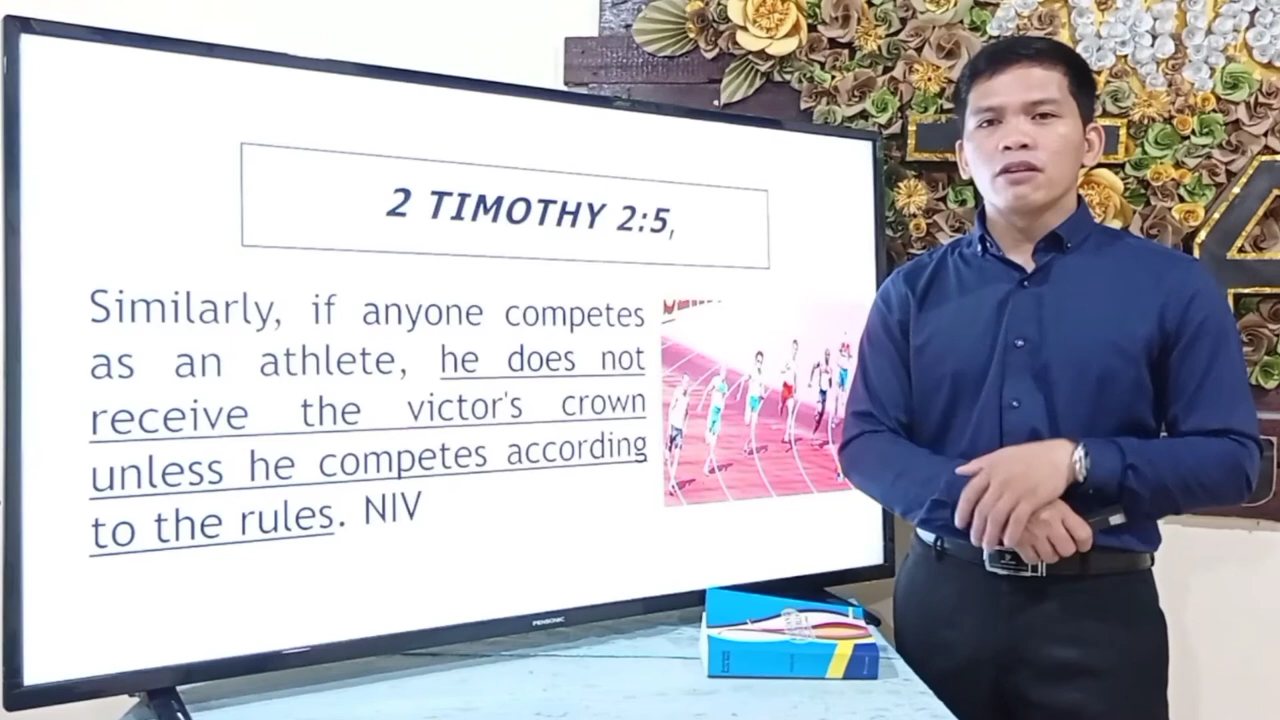 2 TIMOTHY 2:5,
Similarly, if anyone competes
as an athlete, he does not
receive the victor's crown
unless he competes according
to the rules. NIV
PENSONIC